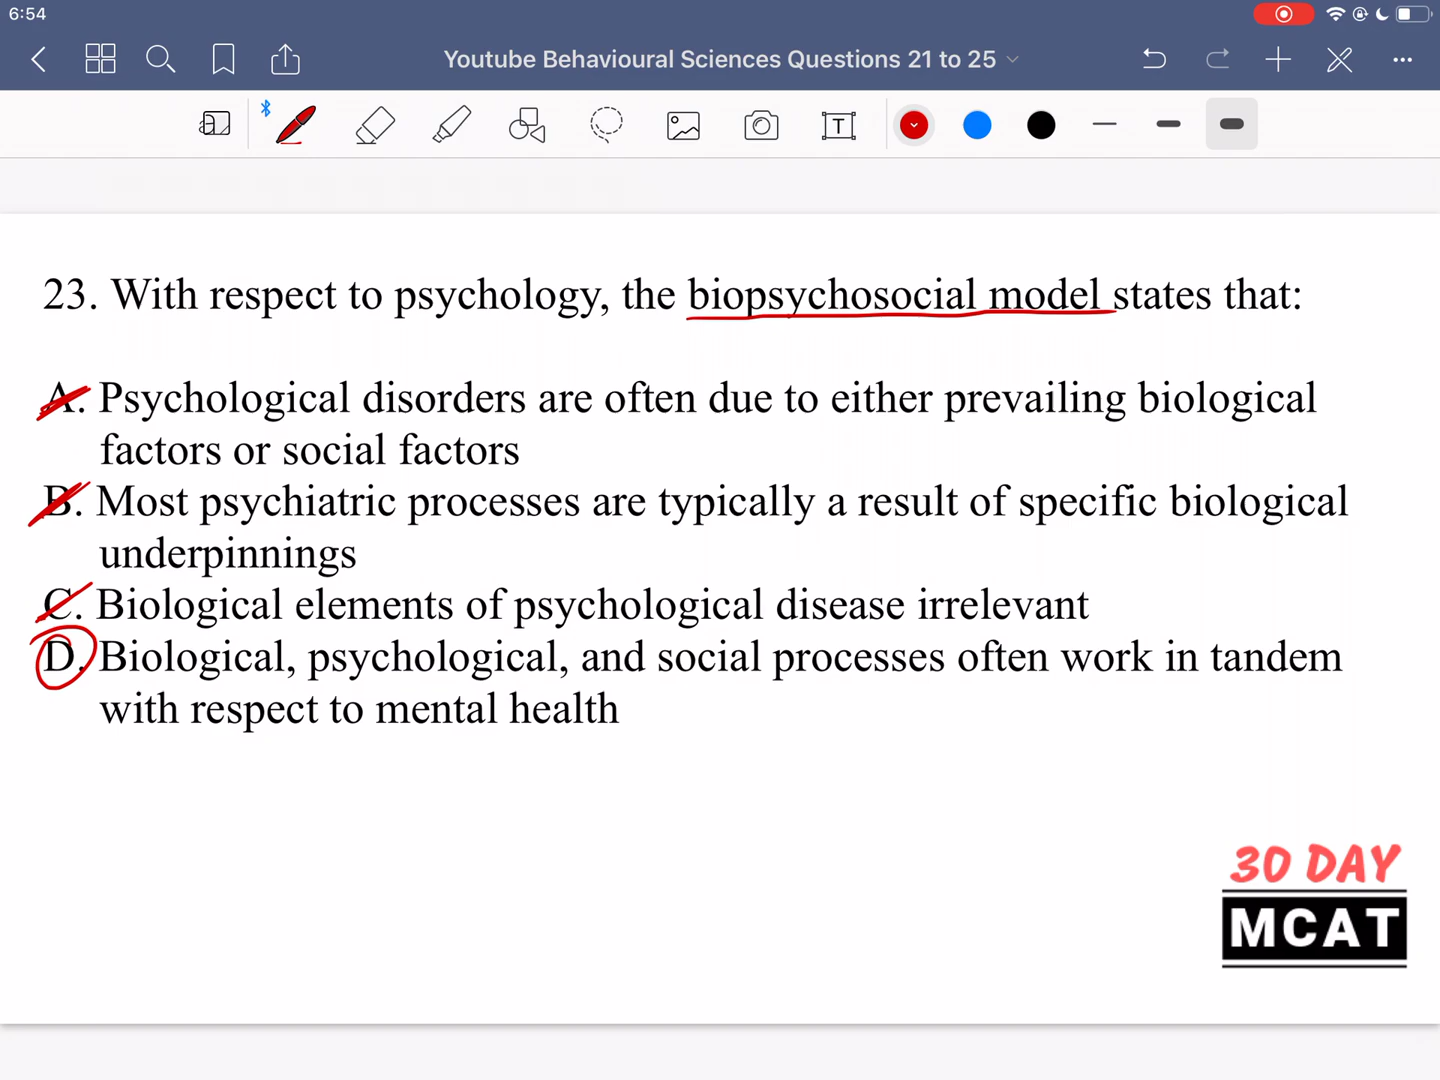 6:54
Youtube Behavioural Sciences Questions 21 to 25
T
23. With respect to psychology, the biopsychosocial model states that:
A. Psychological disorders are often due to either prevailing biological
factors or social factors
B. Most psychiatric processes are typically a result of specific biological
underpinnings
C. Biological elements of psychological disease irrelevant
D. Biological, psychological, and social processes often work in tandem
with respect to mental health
30 DAY
MCAT